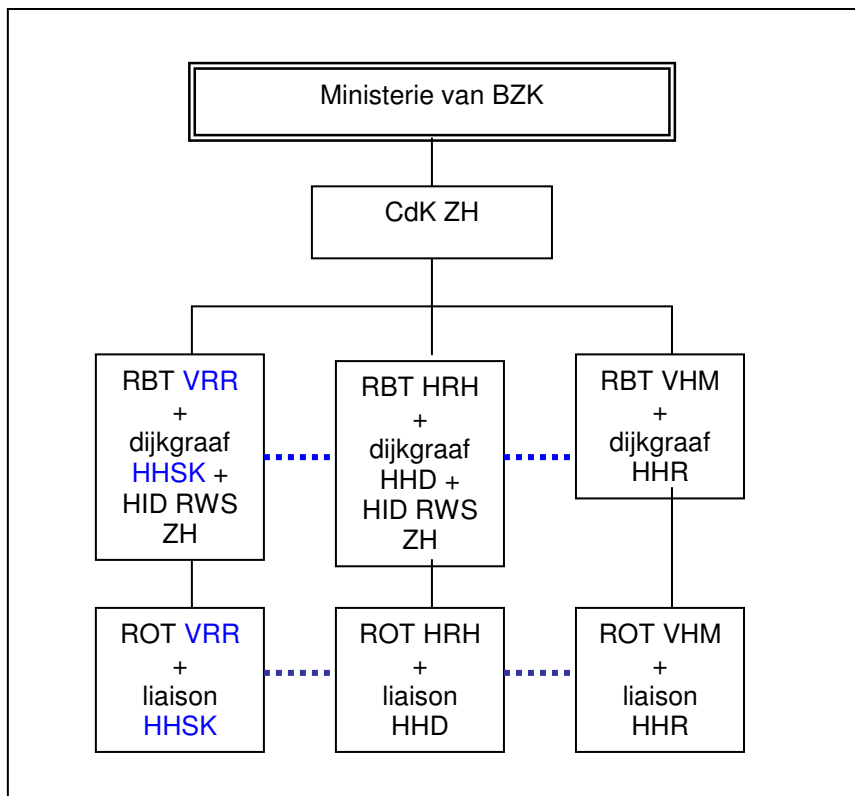 Ministerie van BZK
CdK ZH
RBT VRR
+
dijkgraaf
HHSK +
HID RWS
ZH
RBT HRH
+
dijkgraaf
HHD +
HID RWS
ZH
RBT VHM
+
dijkgraaf
HHR
ROT VRR
+
liaison
HHSK
ROT HRH
+
liaison
HHD
ROT VHM
+
liaison
HHR